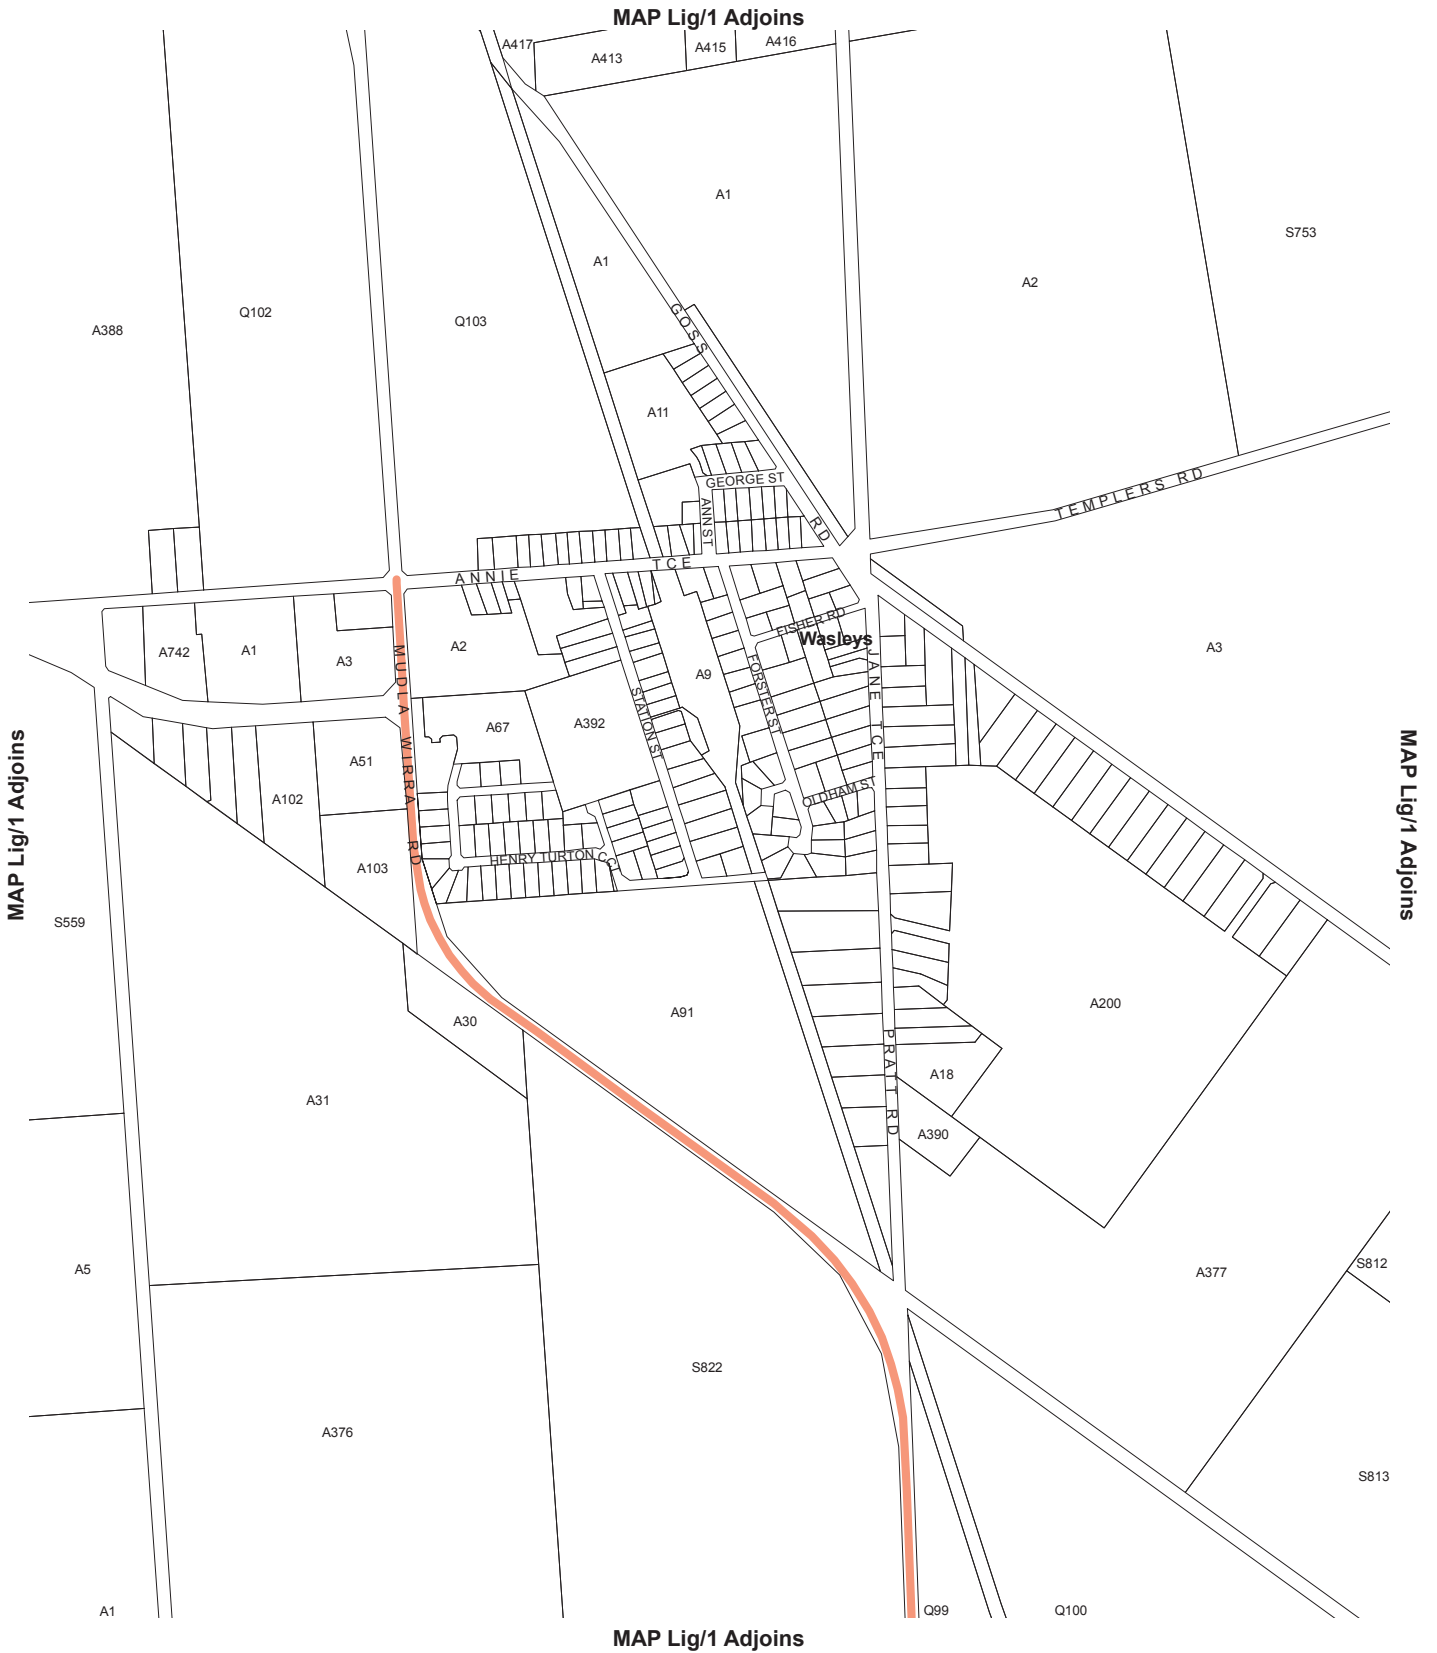 MAP Lig/1 Adjoins
A417
A413
A415
A416
A1
S753
A1
A2
Q102
Q103
A388
GOSS RD
A11
GEORGE ST
ANN ST
TEMPLERS RD
ANNIE TCE
FISHER RD
Wasleys
A742
A1
A3
A2
A3
MUDLA WIRRA RD
A9
FORSTER ST
JANE TCE
STATION ST
A67
A392
A51
A102
OLDHAM ST
MAP Lig/1 Adjoins
MAP Lig/1 Adjoins
HENRY TURTON CC
A103
S559
A200
A91
A30
PRATT RD
A18
A31
A390
A5
A377
S812
S822
A376
S813
A1
Q99
Q100
MAP Lig/1 Adjoins